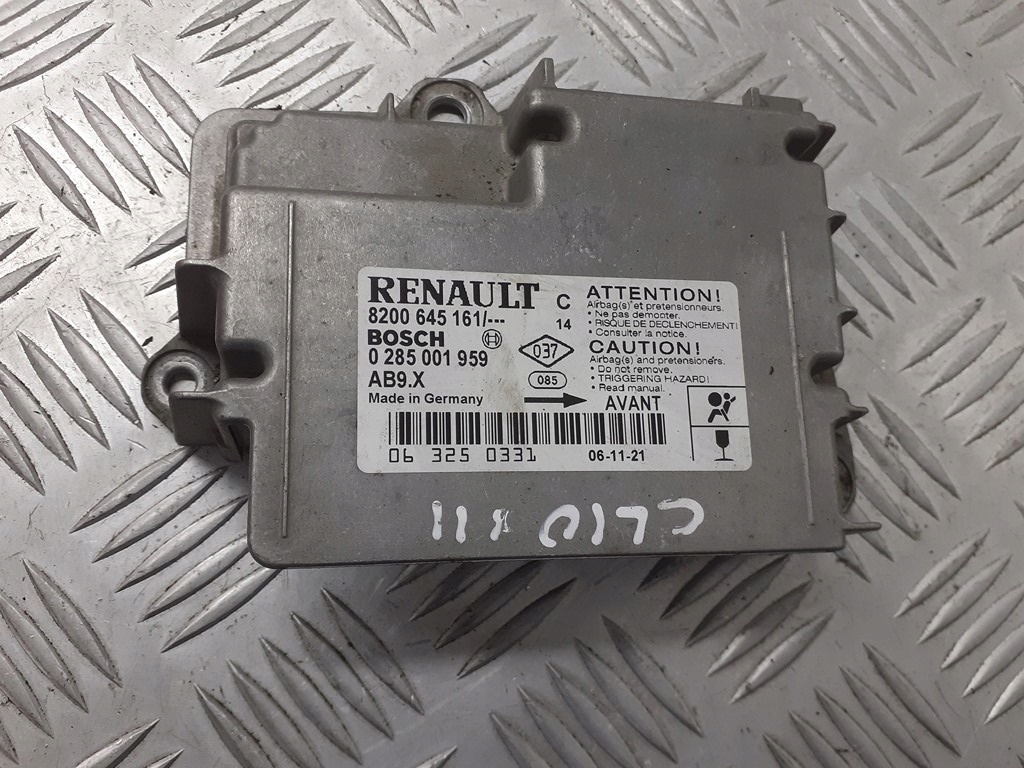 RENAULT C
8200 645 161/--- 14
BOSCH
0 285 001 959
AB9.X
Made in Germany
037
085
ATTENTION!
Airbag(s) et pretensionneurs.
• Ne pas demonter.
• RISQUE DE DECLENCHEMENT!
• Consulter la notice.
CAUTION!
Airbag(s) and pretensioners.
• Do not remove.
• TRIGGERING HAZARD!
• Read manual.
AVANT
06 325 0331 06-11-21
CLIO III